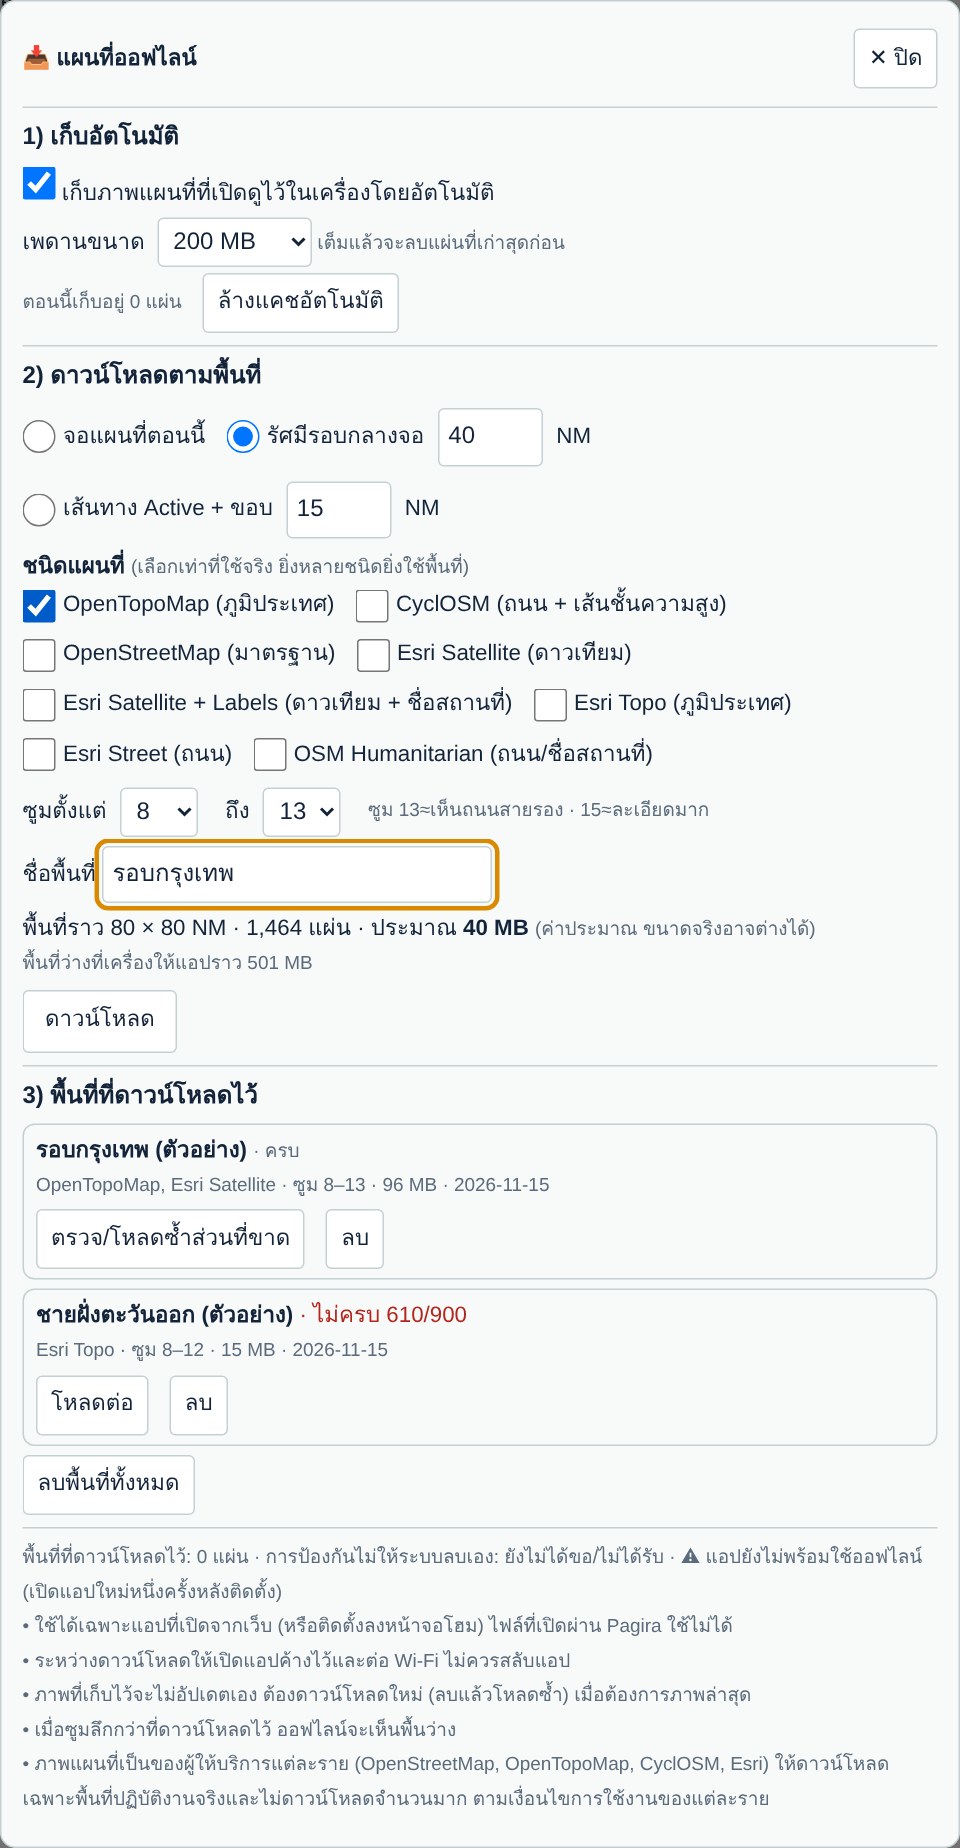 📥 แผนที่ออฟไลน์
✕ ปิด
1) เก็บอัตโนมัติ
เก็บภาพแผนที่ที่เปิดดูไว้ในเครื่องโดยอัตโนมัติ
เพดานขนาด 200 MB เต็มแล้วจะลบแผ่นที่เก่าสุดก่อน
ตอนนี้เก็บอยู่ 0 แผ่น ล้างแคชอัตโนมัติ
2) ดาวน์โหลดตามพื้นที่
จอแผนที่ตอนนี้ รัศมีรอบกลางจอ 40 NM
เส้นทาง Active + ขอบ 15 NM
ชนิดแผนที่ (เลือกเท่าที่ใช้จริง ยิ่งหลายชนิดยิ่งใช้พื้นที่)
OpenTopoMap (ภูมิประเทศ) CyclOSM (ถนน + เส้นชั้นความสูง)
OpenStreetMap (มาตรฐาน) Esri Satellite (ดาวเทียม)
Esri Satellite + Labels (ดาวเทียม + ชื่อสถานที่) Esri Topo (ภูมิประเทศ)
Esri Street (ถนน) OSM Humanitarian (ถนน/ชื่อสถานที่)
ซูมตั้งแต่ 8 ถึง 13 ซูม 13≈เห็นถนนสายรอง · 15≈ละเอียดมาก
ชื่อพื้นที่ รอบกรุงเทพ
พื้นที่ราว 80 × 80 NM · 1,464 แผ่น · ประมาณ 40 MB (ค่าประมาณ ขนาดจริงอาจต่างได้)
พื้นที่ว่างที่เครื่องให้แอปราว 501 MB
ดาวน์โหลด
3) พื้นที่ที่ดาวน์โหลดไว้
รอบกรุงเทพ (ตัวอย่าง) · ครบ
OpenTopoMap, Esri Satellite · ซูม 8–13 · 96 MB · 2026-11-15
ตรวจ/โหลดซ้ำส่วนที่ขาด ลบ
ชายฝั่งตะวันออก (ตัวอย่าง) · ไม่ครบ 610/900
Esri Topo · ซูม 8–12 · 15 MB · 2026-11-15
โหลดต่อ ลบ
ลบพื้นที่ทั้งหมด
พื้นที่ที่ดาวน์โหลดไว้: 0 แผ่น · การป้องกันไม่ให้ระบบลบเอง: ยังไม่ได้ขอ/ไม่ได้รับ · ⚠ แอปยังไม่พร้อมใช้ออฟไลน์
(เปิดแอปใหม่หนึ่งครั้งหลังติดตั้ง)
• ใช้ได้เฉพาะแอปที่เปิดจากเว็บ (หรือติดตั้งลงหน้าจอโฮม) ไฟล์ที่เปิดผ่าน Pagira ใช้ไม่ได้
• ระหว่างดาวน์โหลดให้เปิดแอปค้างไว้และต่อ Wi-Fi ไม่ควรสลับแอป
• ภาพที่เก็บไว้จะไม่อัปเดตเอง ต้องดาวน์โหลดใหม่ (ลบแล้วโหลดซ้ำ) เมื่อต้องการภาพล่าสุด
• เมื่อซูมลึกกว่าที่ดาวน์โหลดไว้ ออฟไลน์จะเห็นพื้นว่าง
• ภาพแผนที่เป็นของผู้ให้บริการแต่ละราย (OpenStreetMap, OpenTopoMap, CyclOSM, Esri) ให้ดาวน์โหลด
เฉพาะพื้นที่ปฏิบัติงานจริงและไม่ดาวน์โหลดจำนวนมาก ตามเงื่อนไขการใช้งานของแต่ละราย